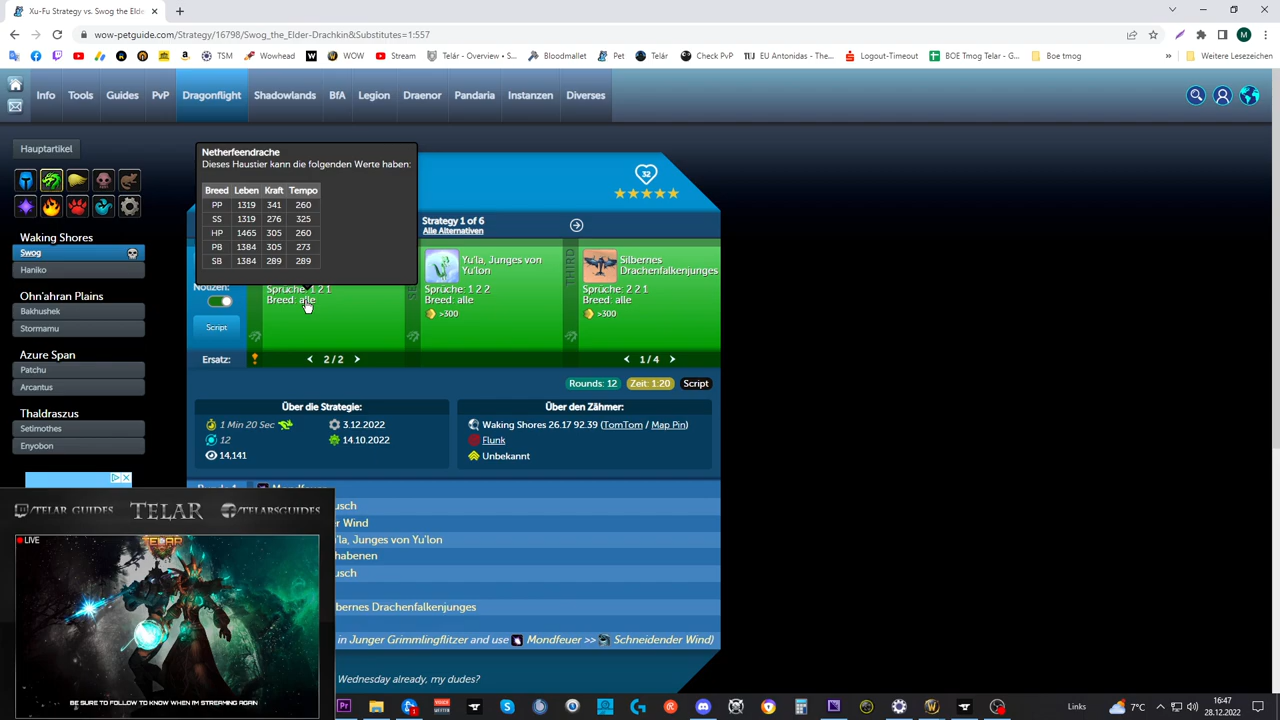 Xu-Fu Strategy vs. Swog the Elder
wow-petguide.com/Strategy/16798/Swog_the_Elder-Drachkin&Substitutes=1:557
TSM Wowhead WOW Stream Telár - Overview - S... Bloodmallet Pet Telár Check PvP EU Antonidas - The... Logout-Timeout BOE Tmog Telar - G... Boe tmog » Weitere Lesezeichen
Info Tools Guides PvP Dragonflight Shadowlands BfA Legion Draenor Pandaria Instanzen Diverses
Hauptartikel
Waking Shores
Swog
Haniko
Ohn'ahran Plains
Bakhushek
Stormamu
Azure Span
Patchu
Arcantus
Thaldraszus
Setimothes
Enyobon
Netherfeendrache
Dieses Haustier kann die folgenden Werte haben:
Breed Leben Kraft Tempo
PP 1319 341 260
SS 1319 276 325
HP 1465 305 260
PB 1384 305 273
SB 1384 289 289
32
Strategy 1 of 6
Alle Alternativen
Notizen:
Script
Sprüche: 1 2 1
Breed: alle
Yu'la, Junges von
Yu'lon
Sprüche: 1 2 2
Breed: alle
>300
THIRD
Silbernes
Drachenfalkenjunges
Sprüche: 2 2 1
Breed: alle
>300
Ersatz: 2/2 1/4
Rounds: 12 Zeit: 1:20 Script
Über die Strategie:
1 Min 20 Sec 3.12.2022
12 14.10.2022
14,141
Über den Zähmer:
Waking Shores 26.17 92.39 (TomTom / Map Pin)
Flunk
Unbekannt
usch
r Wind
'la, Junges von Yu'lon
habenen
usch
bernes Drachenfalkenjunges
in Junger Grimmlingflitzer and use Mondfeuer >> Schneidender Wind)
Wednesday already, my dudes?
/TELAR GUIDES TELAR /TELARSGUIDES
LIVE
TELAR
BE SURE TO FOLLOW TO KNOW WHEN I'M STREAMING AGAIN
Links 7°C 16:47
28.12.2022